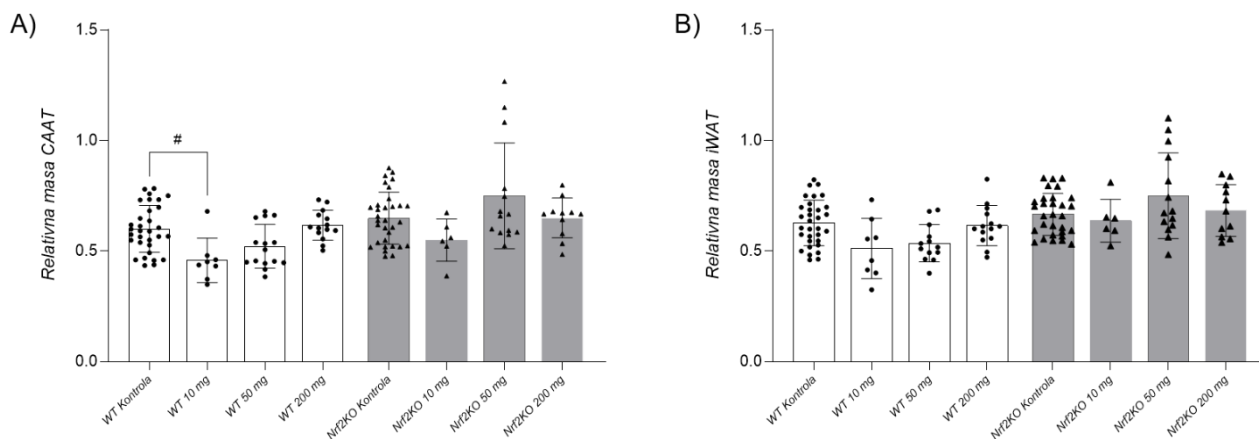 A)
Relativna masa CAAT
1.5
1.0
0.5
0.0
#
WT Kontrola
WT 10 mg
WT 50 mg
WT 200 mg
Nrf2KO Kontrola
Nrf2KO 10 mg
Nrf2KO 50 mg
Nrf2KO 200 mg
B)
Relativna masa iWAT
1.5
1.0
0.5
0.0
WT Kontrola
WT 10 mg
WT 50 mg
WT 200 mg
Nrf2KO Kontrola
Nrf2KO 10 mg
Nrf2KO 50 mg
Nrf2KO 200 mg